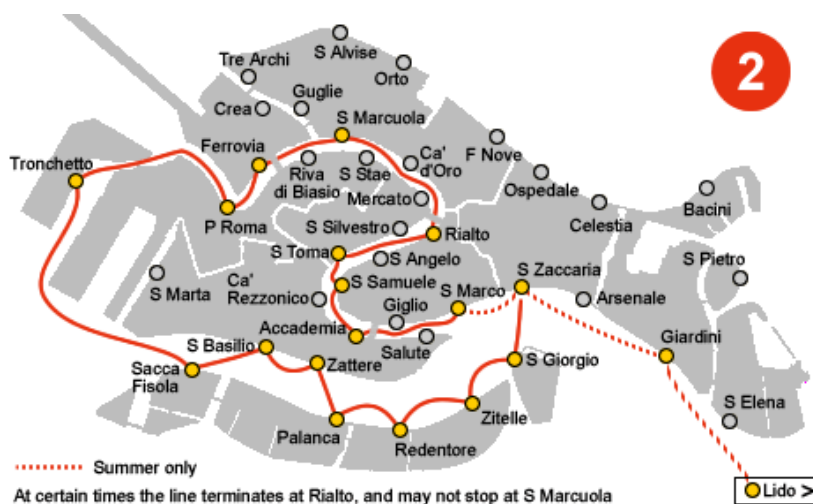 2
S Alvise
Tre Archi
Orto
Guglie
Crea
S Marcuola
Ferrovia
Tronchetto
Riva
di Biasio
S Stae
Ca'
d'Oro
F Nove
Mercato
Ospedale
Bacini
P Roma
S Silvestro
Rialto
Celestia
S Toma
S Angelo
S Pietro
S Marta
Ca'
Rezzonico
S Samuele
S Zaccaria
Giglio
S Marco
Arsenale
Accademia
Salute
Giardini
S Basilio
Zattere
S Giorgio
Sacca
Fisola
Palanca
Redentore
Zitelle
S Elena
Summer only
Lido >
At certain times the line terminates at Rialto, and may not stop at S Marcuola